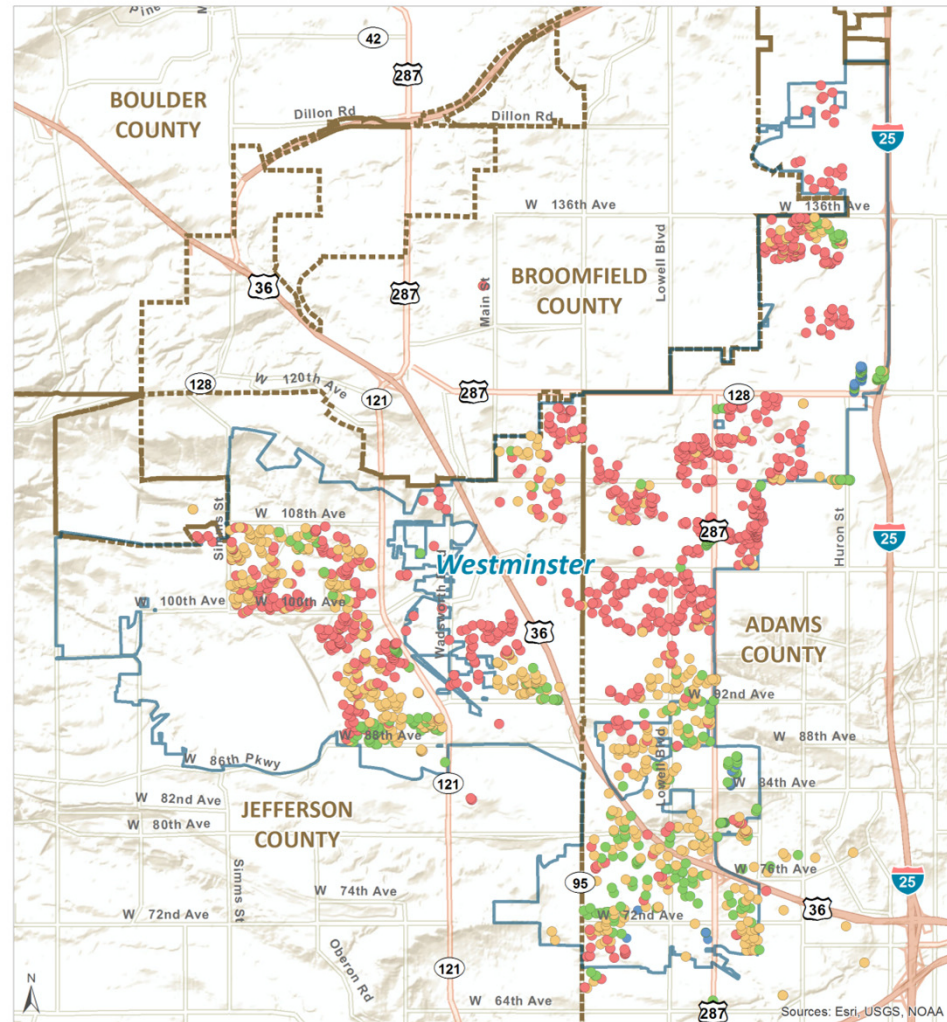 Pine
42
287
BOULDER
COUNTY
Dillon Rd
Dillon Rd
25
W 136th Ave
W 136th Ave
BROOMFIELD
COUNTY
Lowell Blvd
Main St
36
287
128
W 120th Ave
121
287
128
Simms St
W 108th Ave
Huron St
287
25
Westminster
Wadsworth
W 100th Ave
W 100th Ave
36
ADAMS
COUNTY
W 92nd Ave
W 88th Ave
W 88th Ave
W 86th Pkwy
Lowell Blvd
W 84th Ave
121
W 82nd Ave
W 80th Ave
JEFFERSON
COUNTY
Simms St
W 76th Ave
95
25
W 74th Ave
W 72nd Ave
W 72nd Ave
36
Oberon Rd
121
N
W 64th Ave
287
Sources: Esri, USGS, NOAA